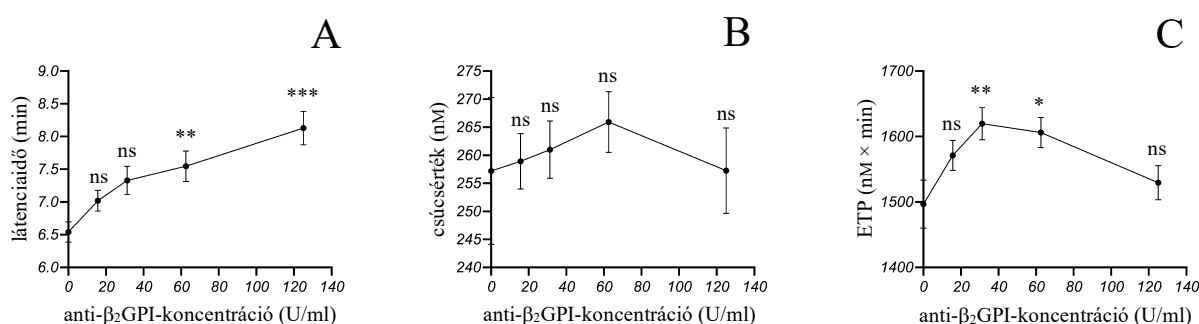 A
látenciaidő (min)
9.0
8.5
8.0
7.5
7.0
6.5
6.0
ns
ns
**
***
0 20 40 60 80 100 120 140
anti-β₂GPI-koncentráció (U/ml)
B
csúcsérték (nM)
275
270
265
260
255
250
245
240
ns
ns
ns
ns
0 20 40 60 80 100 120 140
anti-β₂GPI-koncentráció (U/ml)
C
ETP (nM × min)
1700
1600
1500
1400
ns
**
*
ns
0 20 40 60 80 100 120 140
anti-β₂GPI-koncentráció (U/ml)